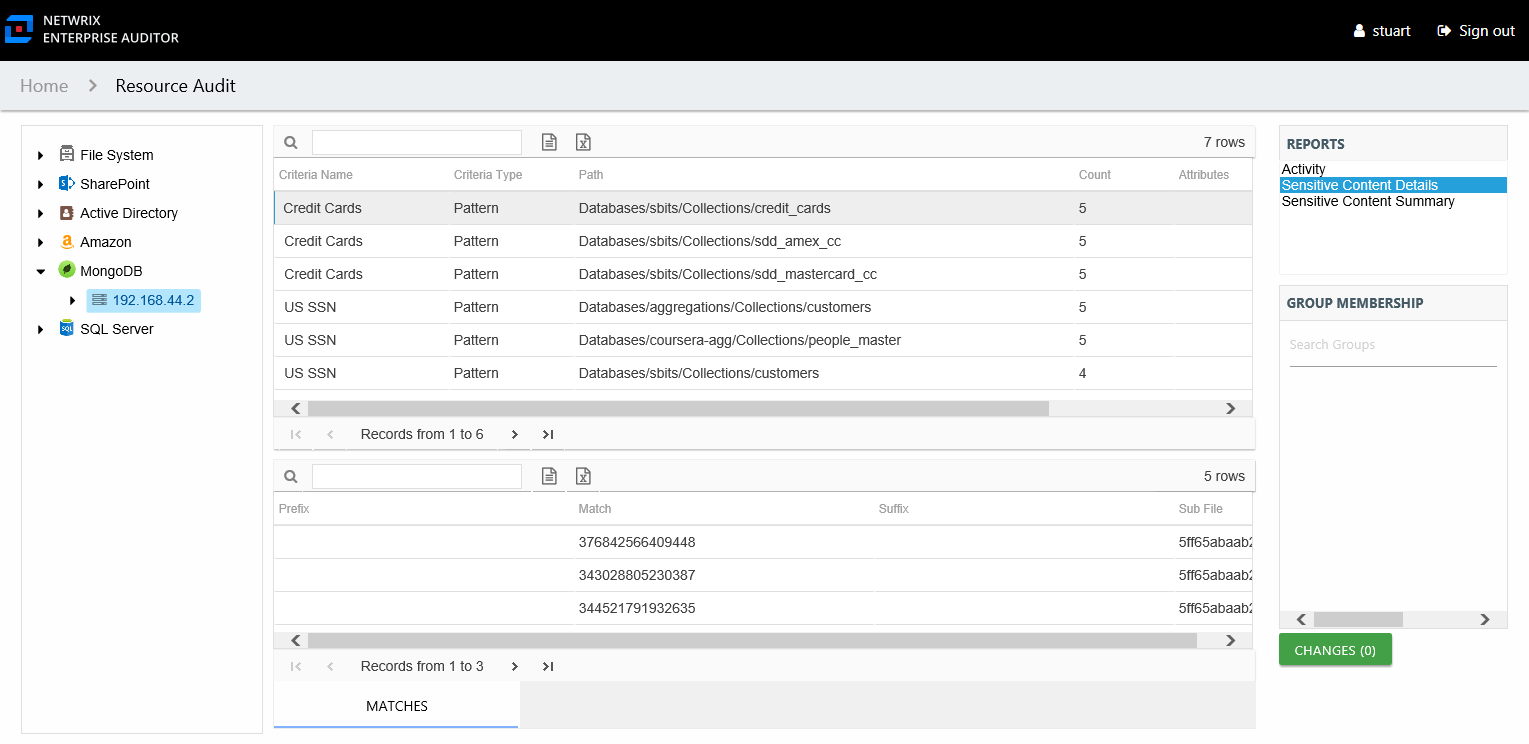 NETWRIX
ENTERPRISE AUDITOR
stuart Sign out
Home Resource Audit
File System
SharePoint
Active Directory
Amazon
MongoDB
192.168.44.2
SQL Server
7 rows
Criteria Name Criteria Type Path Count Attributes
Credit Cards Pattern Databases/sbits/Collections/credit_cards 5
Credit Cards Pattern Databases/sbits/Collections/sdd_amex_cc 5
Credit Cards Pattern Databases/sbits/Collections/sdd_mastercard_cc 5
US SSN Pattern Databases/aggregations/Collections/customers 5
US SSN Pattern Databases/coursera-agg/Collections/people_master 5
US SSN Pattern Databases/sbits/Collections/customers 4
Records from 1 to 6
5 rows
Prefix Match Suffix Sub File
376842566409448 5ff65abaab2
343028805230387 5ff65abaab2
344521791932635 5ff65abaab2
Records from 1 to 3
MATCHES
REPORTS
Activity
Sensitive Content Details
Sensitive Content Summary
GROUP MEMBERSHIP
Search Groups
CHANGES (0)